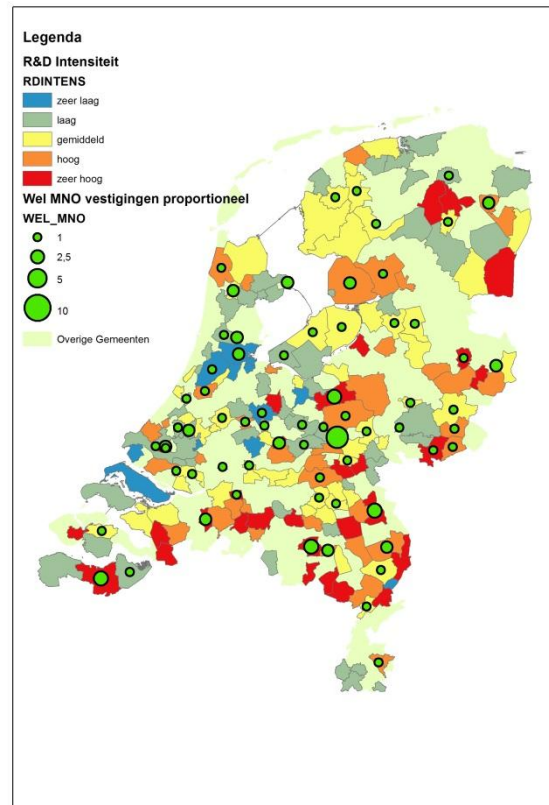 Legenda
R&D Intensiteit
RDINTENS
zeer laag
laag
gemiddeld
hoog
zeer hoog
Wel MNO vestigingen proportioneel
WEL_MNO
1
2,5
5
10
Overige Gemeenten